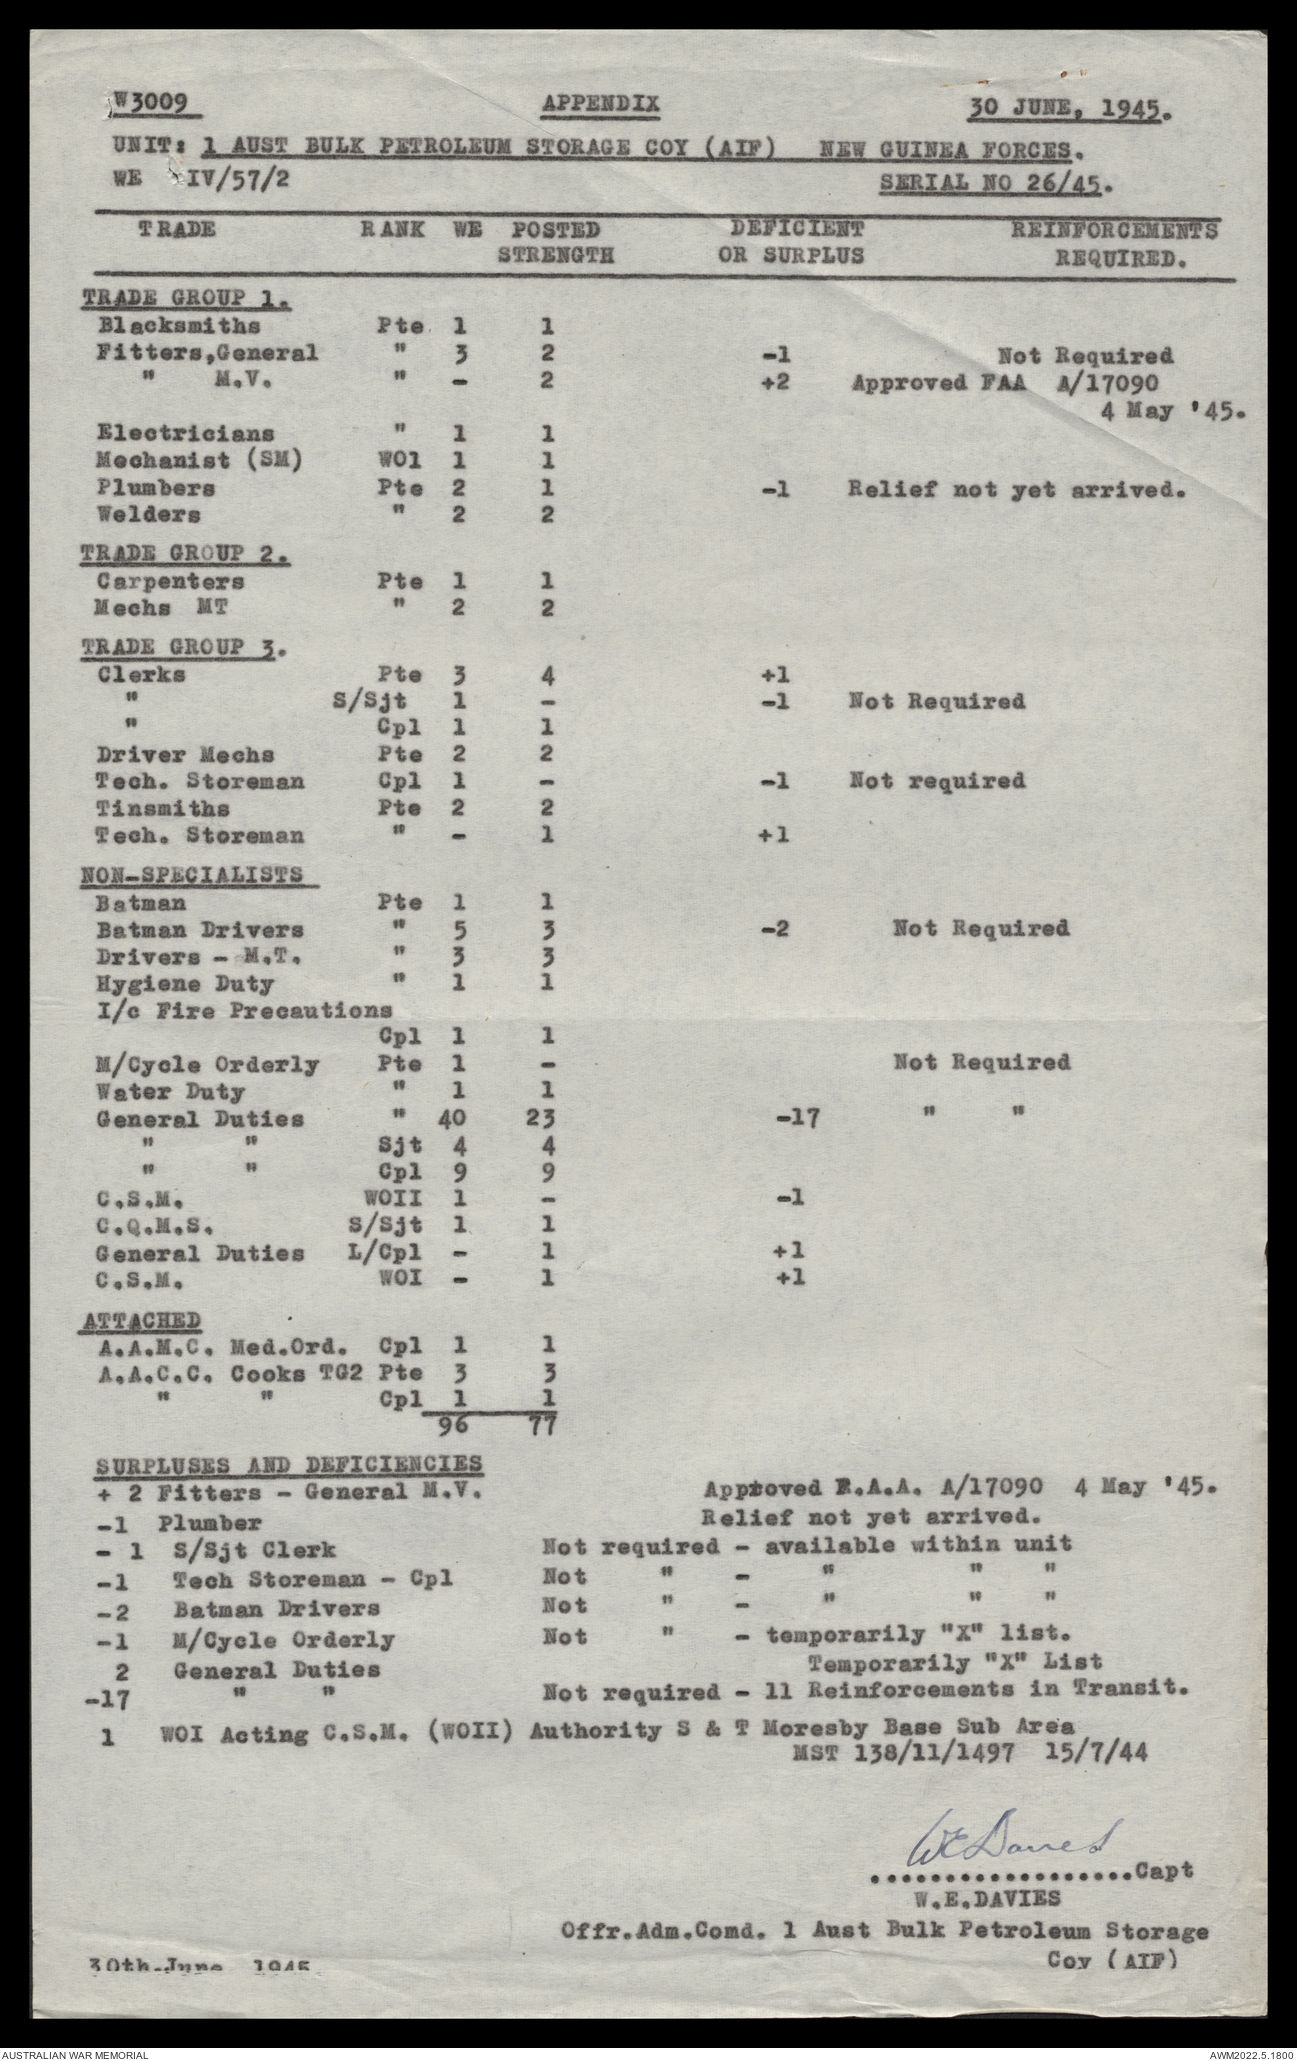 W3009 APPENDIX 30 JUNE, 1945.
UNIT: 1 AUST BULK PETROLEUM STORAGE COY (AIF) NEW GUINEA FORCES.
WE IV/57/2 SERIAL NO 26/45.
TRADE RANK WE POSTED DEFICIENT REINFORCEMENTS
STRENGTH OR SURPLUS REQUIRED.
TRADE GROUP 1.
Blacksmiths Pte 1 1
Fitters,General " 3 2 -1 Not Required
" M.V. " - 2 +2 Approved FAA A/17090
4 May '45.
Electricians " 1 1
Mechanist (SM) WO1 1 1
Plumbers Pte 2 1 -1 Relief not yet arrived.
Welders " 2 2
TRADE GROUP 2.
Carpenters Pte 1 1
Mechs MT " 2 2
TRADE GROUP 3.
Clerks Pte 3 4 +1
" S/Sjt 1 - -1 Not Required
" Cpl 1 1
Driver Mechs Pte 2 2
Tech. Storeman Cpl 1 - -1 Not required
Tinsmiths Pte 2 2
Tech. Storeman " - 1 +1
NON-SPECIALISTS
Batman Pte 1 1
Batman Drivers " 5 3 -2 Not Required
Drivers - M.T. " 3 3
Hygiene Duty " 1 1
I/c Fire Precautions
Cpl 1 1
M/Cycle Orderly Pte 1 - Not Required
Water Duty " 1 1
General Duties " 40 23 -17 " "
" " Sjt 4 4
" " Cpl 9 9
C.S.M. WOII 1 - -1
C.Q.M.S. S/Sjt 1 1
General Duties L/Cpl - 1 +1
C.S.M. WOI - 1 +1
ATTACHED
A.A.M.C. Med.Ord. Cpl 1 1
A.A.C.C. Cooks TG2 Pte 3 3
" " Cpl 1 1
96 77
SURPLUSES AND DEFICIENCIES
+ 2 Fitters - General M.V. Approved F.A.A. A/17090 4 May '45.
-1 Plumber Relief not yet arrived.
- 1 S/Sjt Clerk Not required - available within unit
-1 Tech Storeman - Cpl Not " - " " "
-2 Batman Drivers Not " - " " "
-1 M/Cycle Orderly Not " - temporarily "X" list.
2 General Duties Temporarily "X" List
-17 " " Not required - 11 Reinforcements in Transit.
1 WOI Acting C.S.M. (WOII) Authority S & T Moresby Base Sub Area
MST 138/11/1497 15/7/44
WE Davies
..................Capt
W.E.DAVIES
Offr.Adm.Comd. 1 Aust Bulk Petroleum Storage
Coy (AIF)
30th June 1945
AUSTRALIAN WAR MEMORIAL AWM2022.5.1800